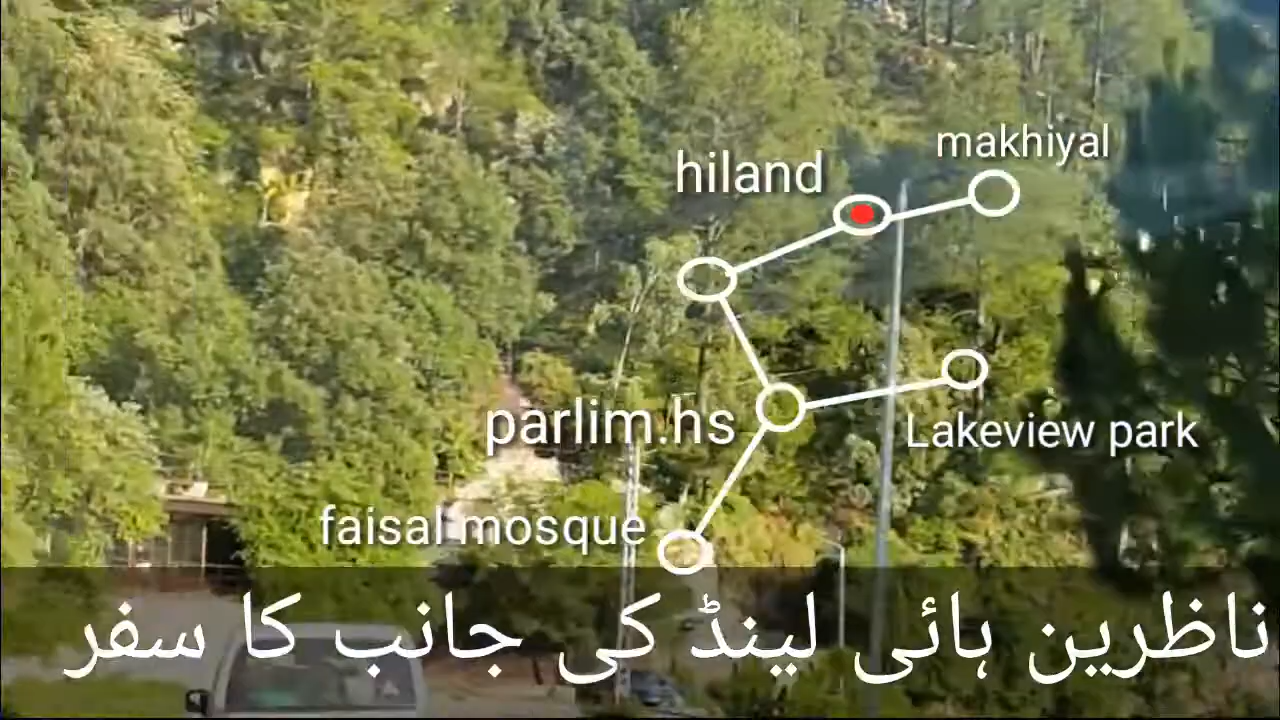 makhiyal
hiland
parlim.hs
Lakeview park
faisal mosque
ناظرین ہائی لینڈ کی جانب کا سفر